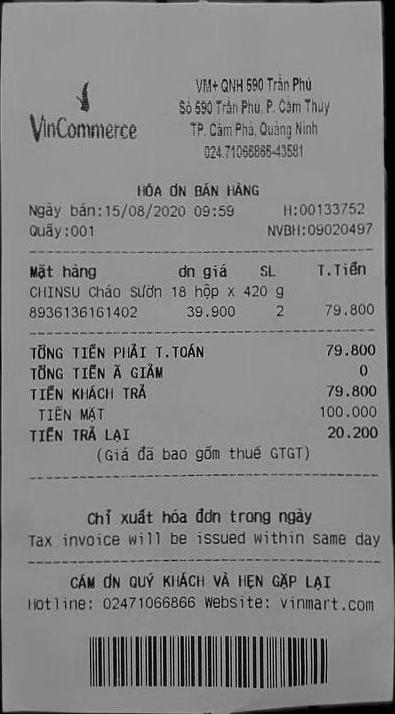 VinCommerce
VM+ QNH 590 Trần Phú
Số 590 Trần Phú, P. Cẩm Thủy
TP. Cẩm Phả, Quảng Ninh
024.71066866-43581
HÓA ƠN BÁN HÀNG
Ngày bán:15/08/2020 09:59 H:00133752
Quầy:001 NVBH:09020497
Mặt hàng ơn giá SL T.Tiền
CHINSU Cháo Sườn 18 hộp x 420 g
8936136161402 39.900 2 79.800
TỔNG TIỀN PHẢI T.TOÁN 79.800
TỔNG TIỀN Ã GIẢM 0
TIỀN KHÁCH TRẢ 79.800
TIỀN MẶT 100.000
TIỀN TRẢ LẠI 20.200
(Giá đã bao gồm thuế GTGT)
Chỉ xuất hóa đơn trong ngày
Tax invoice will be issued within same day
CẢM ƠN QUÝ KHÁCH VÀ HẸN GẶP LẠI
Hotline: 02471066866 Website: vinmart.com